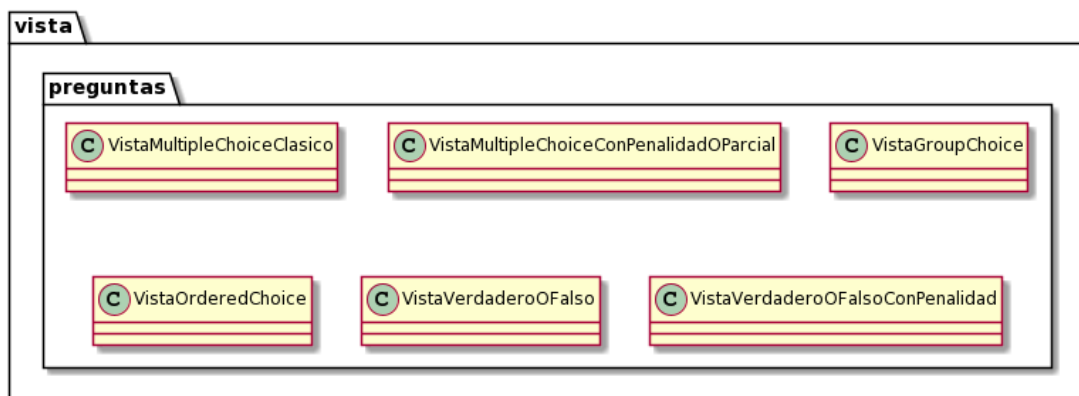 vista
preguntas
C VistaMultipleChoiceClasico
C VistaMultipleChoiceConPenalidadOParcial
C VistaGroupChoice
C VistaOrderedChoice
C VistaVerdaderoOFalso
C VistaVerdaderoOFalsoConPenalidad